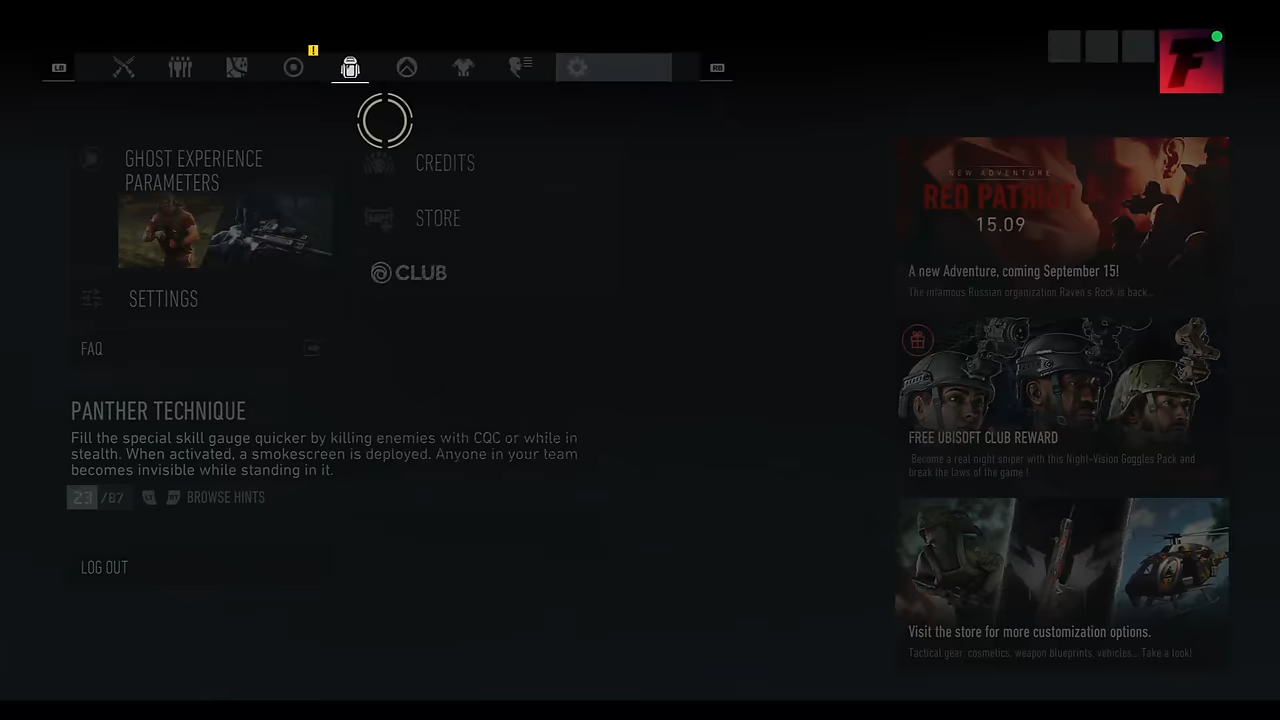 LB
!
RB
F
GHOST EXPERIENCE
PARAMETERS
CREDITS
STORE
CLUB
SETTINGS
FAQ
PANTHER TECHNIQUE
Fill the special skill gauge quicker by killing enemies with CQC or while in
stealth. When activated, a smokescreen is deployed. Anyone in your team
becomes invisible while standing in it.
23 /87
LT RT BROWSE HINTS
LOG OUT
NEW ADVENTURE
RED PATRIOT
15.09
A new Adventure, coming September 15!
The infamous Russian organization Raven's Rock is back...
FREE UBISOFT CLUB REWARD
Become a real night sniper with this Night-Vision Goggles Pack and
break the laws of the game !
Visit the store for more customization options.
Tactical gear, cosmetics, weapon blueprints, vehicles... Take a look!